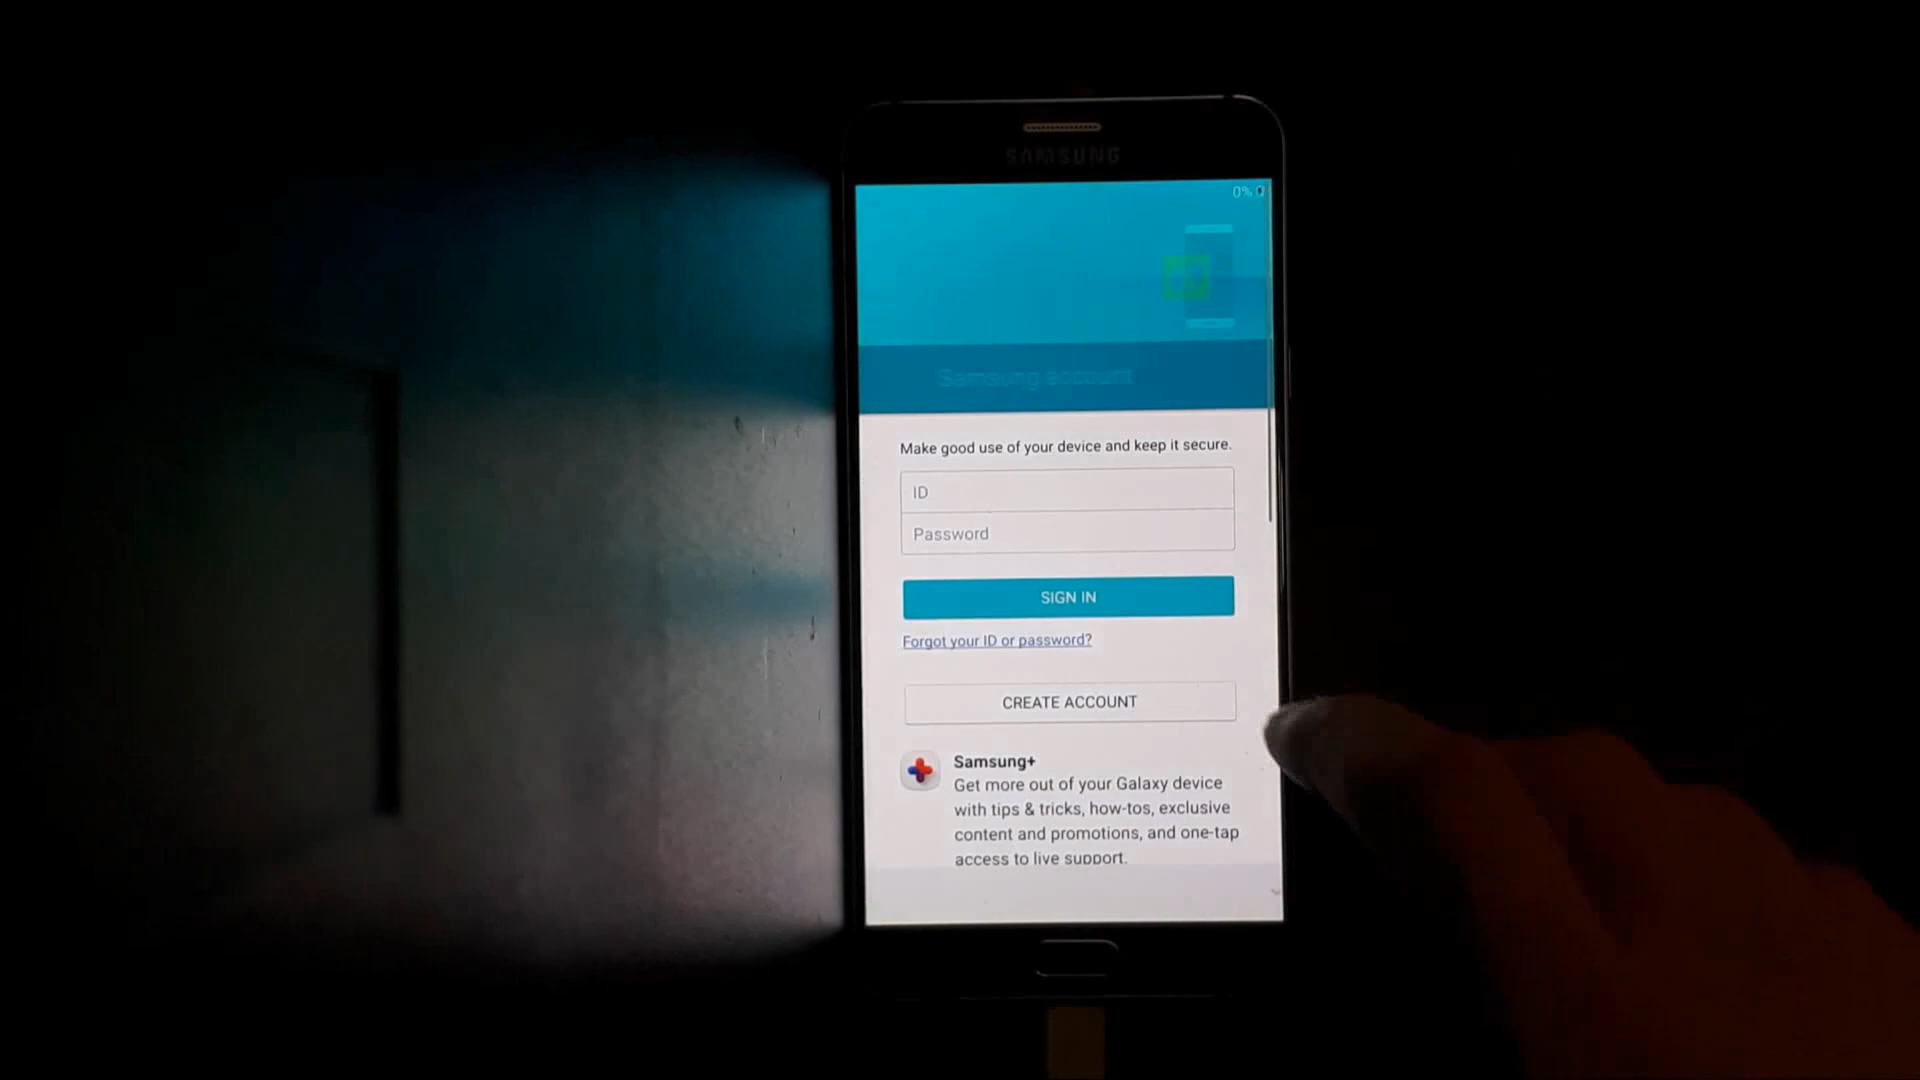 SAMSUNG
0%
Samsung account
Make good use of your device and keep it secure.
ID
Password
SIGN IN
Forgot your ID or password?
CREATE ACCOUNT
Samsung+
Get more out of your Galaxy device
with tips & tricks, how-tos, exclusive
content and promotions, and one-tap
access to live support.